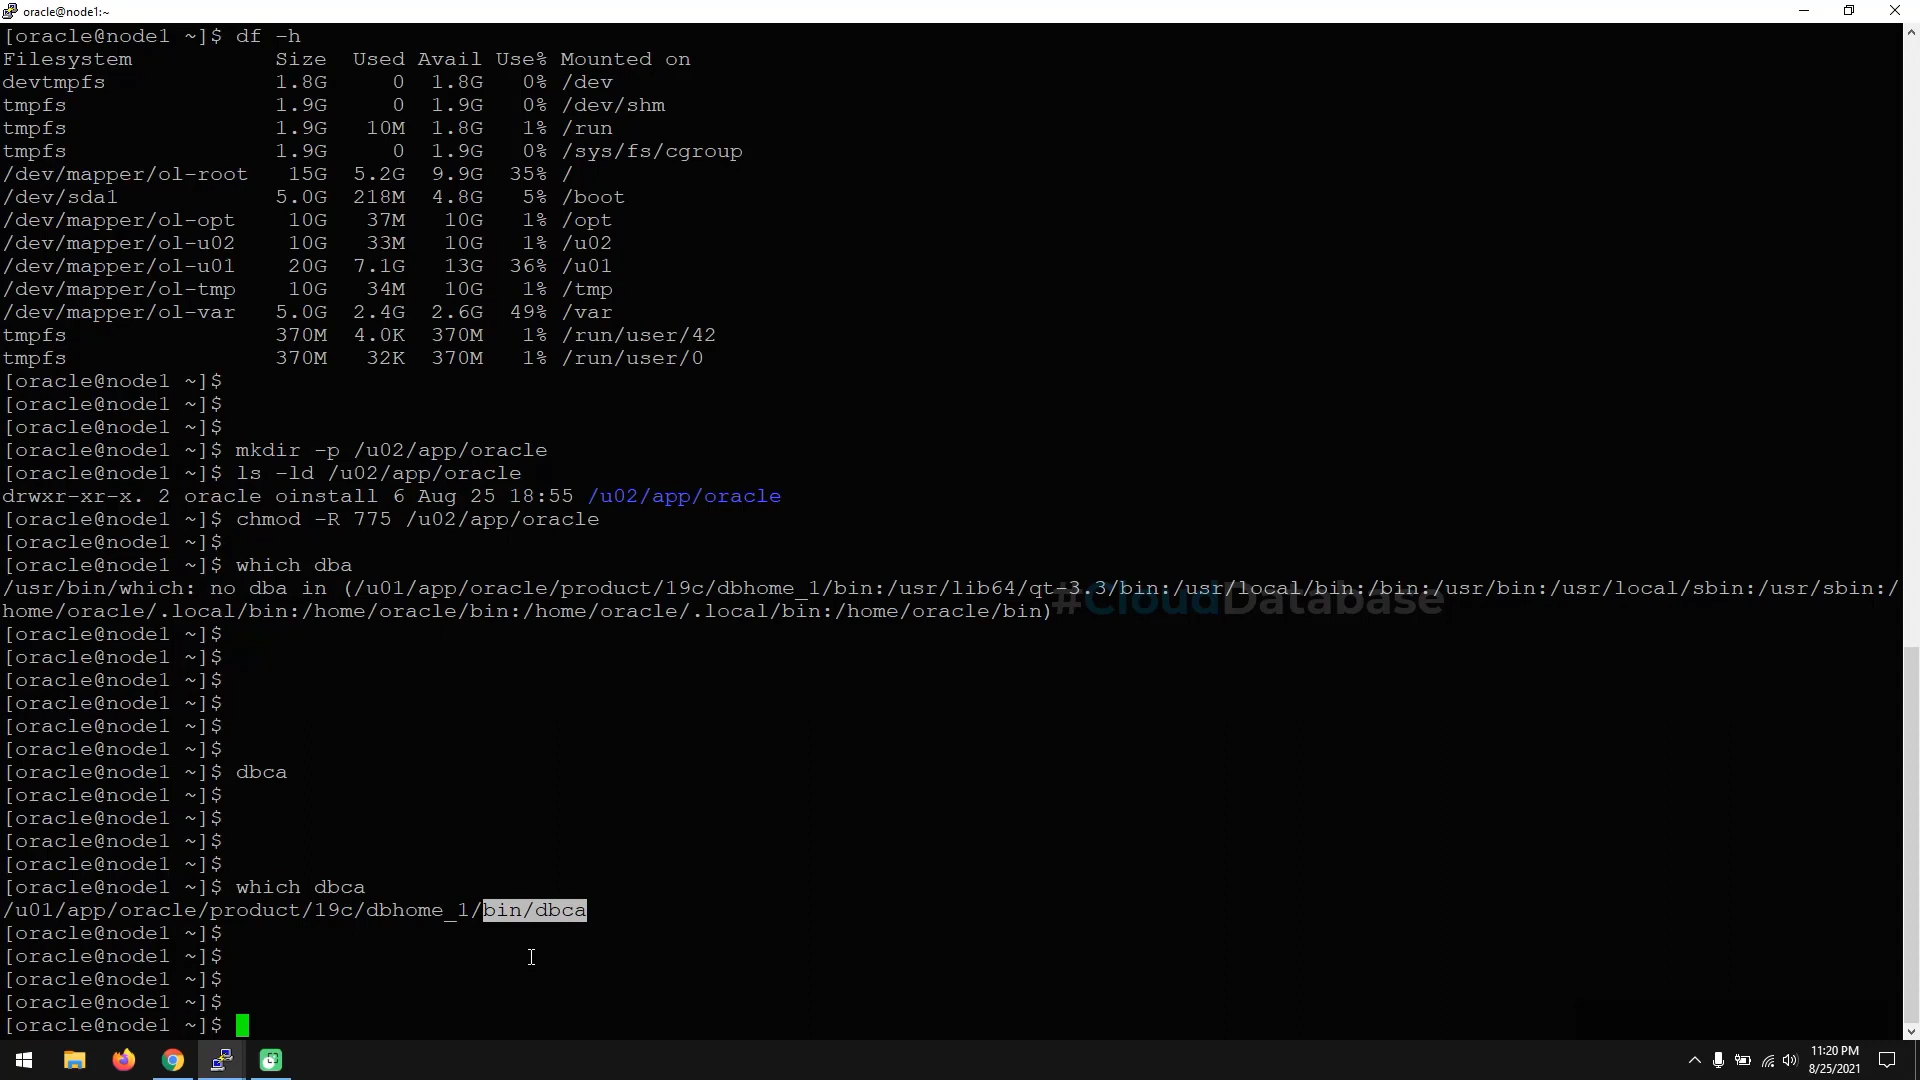 oracle@node1:~
[oracle@node1 ~]$ df -h
Filesystem Size Used Avail Use% Mounted on
devtmpfs 1.8G 0 1.8G 0% /dev
tmpfs 1.9G 0 1.9G 0% /dev/shm
tmpfs 1.9G 10M 1.8G 1% /run
tmpfs 1.9G 0 1.9G 0% /sys/fs/cgroup
/dev/mapper/ol-root 15G 5.2G 9.9G 35% /
/dev/sda1 5.0G 218M 4.8G 5% /boot
/dev/mapper/ol-opt 10G 37M 10G 1% /opt
/dev/mapper/ol-u02 10G 33M 10G 1% /u02
/dev/mapper/ol-u01 20G 7.1G 13G 36% /u01
/dev/mapper/ol-tmp 10G 34M 10G 1% /tmp
/dev/mapper/ol-var 5.0G 2.4G 2.6G 49% /var
tmpfs 370M 4.0K 370M 1% /run/user/42
tmpfs 370M 32K 370M 1% /run/user/0
[oracle@node1 ~]$
[oracle@node1 ~]$
[oracle@node1 ~]$
[oracle@node1 ~]$ mkdir -p /u02/app/oracle
[oracle@node1 ~]$ ls -ld /u02/app/oracle
drwxr-xr-x. 2 oracle oinstall 6 Aug 25 18:55 /u02/app/oracle
[oracle@node1 ~]$ chmod -R 775 /u02/app/oracle
[oracle@node1 ~]$
[oracle@node1 ~]$ which dba
/usr/bin/which: no dba in (/u01/app/oracle/product/19c/dbhome_1/bin:/usr/lib64/qt-3.3/bin:/usr/local/bin:/bin:/usr/bin:/usr/local/sbin:/usr/sbin:/
home/oracle/.local/bin:/home/oracle/bin:/home/oracle/.local/bin:/home/oracle/bin)
#CloudDatabase
[oracle@node1 ~]$
[oracle@node1 ~]$
[oracle@node1 ~]$
[oracle@node1 ~]$
[oracle@node1 ~]$
[oracle@node1 ~]$
[oracle@node1 ~]$ dbca
[oracle@node1 ~]$
[oracle@node1 ~]$
[oracle@node1 ~]$
[oracle@node1 ~]$
[oracle@node1 ~]$ which dbca
/u01/app/oracle/product/19c/dbhome_1/bin/dbca
[oracle@node1 ~]$
[oracle@node1 ~]$
[oracle@node1 ~]$
[oracle@node1 ~]$
[oracle@node1 ~]$
11:20 PM
8/25/2021